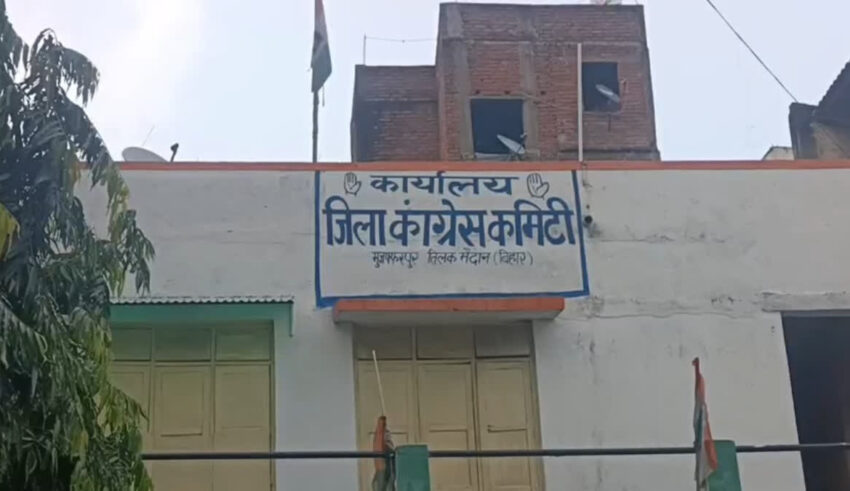 कार्यालय
जिला कांग्रेस कमिटी
मुजफ्फरपुर तिलक मैदान (बिहार)